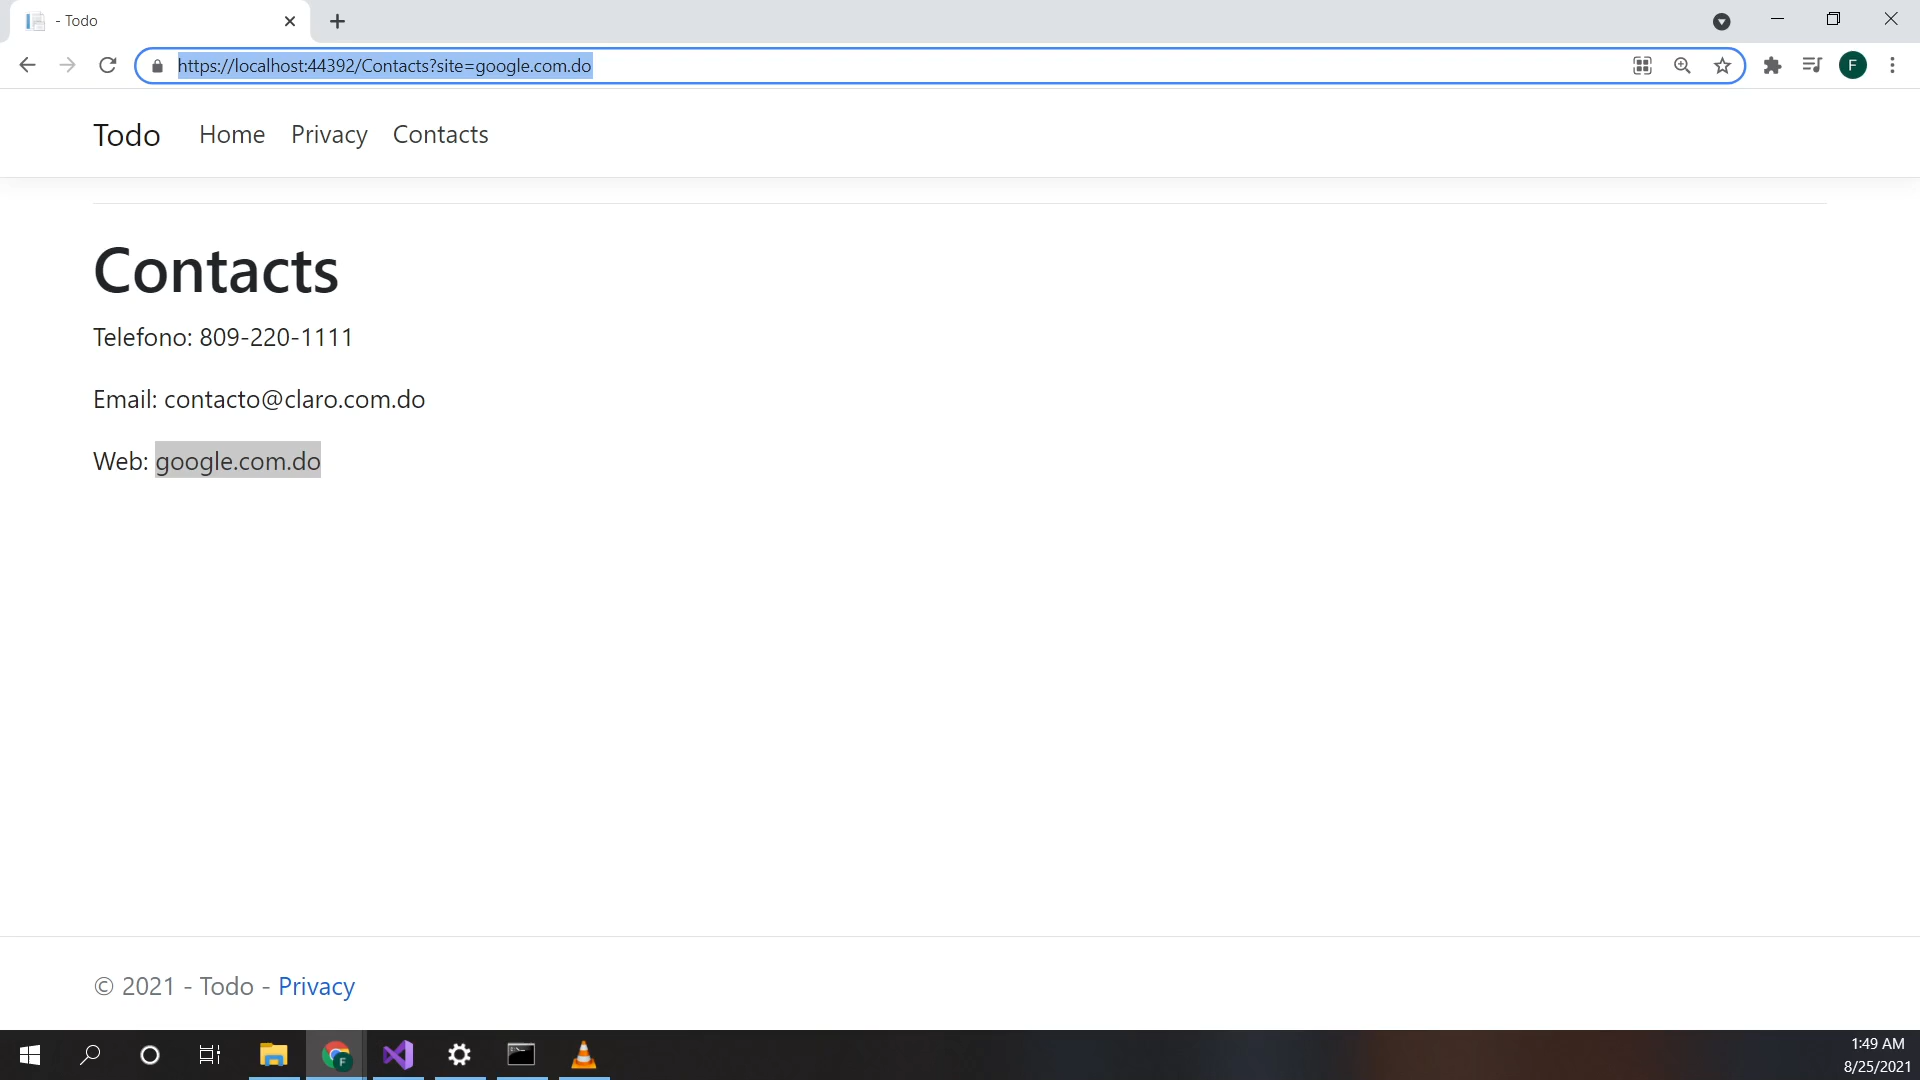 - Todo
https://localhost:44392/Contacts?site=google.com.do
F
Todo Home Privacy Contacts
Contacts
Telefono: 809-220-1111
Email: contacto@claro.com.do
Web: google.com.do
© 2021 - Todo - Privacy
F
1:49 AM
8/25/2021